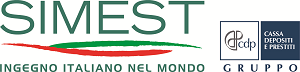 SIMEST
INGEGNO ITALIANO NEL MONDO
cdp
CASSA
DEPOSITI
E PRESTITI
GRUPPO